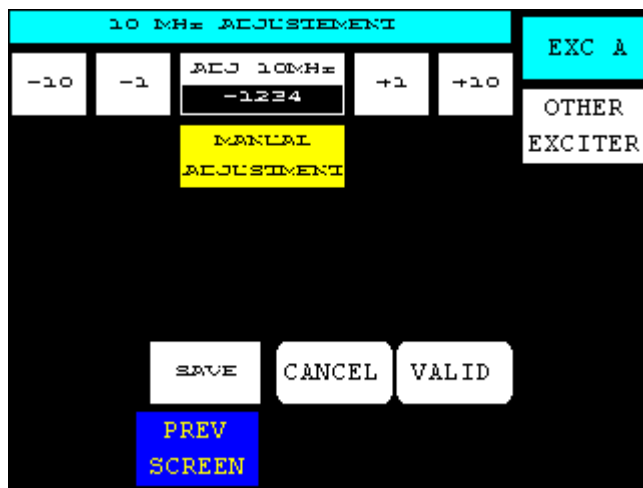 10 MHz ADJUSTEMENT
EXC A
-10
-1
ADJ 10MHz
-1234
+1
+10
OTHER
EXCITER
MANUAL
ADJUSTMENT
SAVE
CANCEL
VALID
PREV
SCREEN